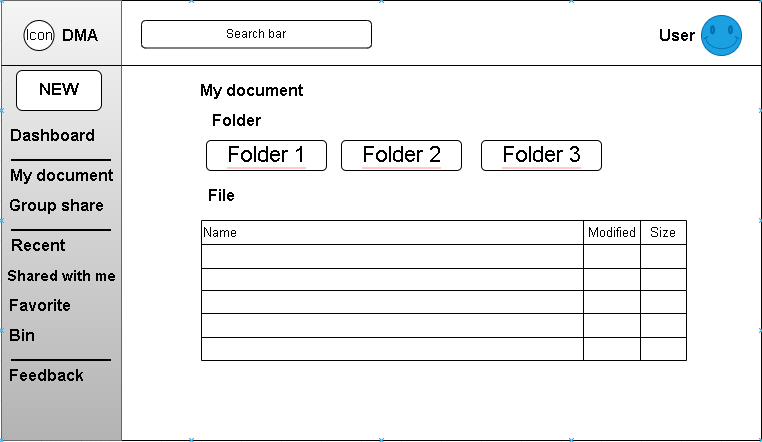 Icon DMA
Search bar
User
NEW
Dashboard
My document
Group share
Recent
Shared with me
Favorite
Bin
Feedback
My document
Folder
Folder 1 Folder 2 Folder 3
File
Name Modified Size